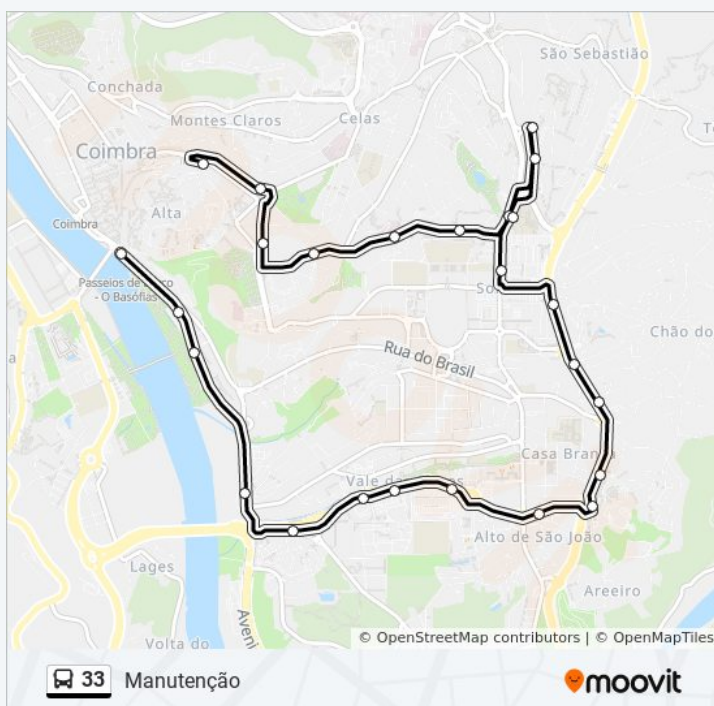 São Sebastião
Conchada
Montes Claros
Celas
Coimbra
Alta
Coimbra
Passeios de
- O Basófias
Chão do
Rua do Brasil
Casa Bran
Vale da
Alto de São João
Lages
Areeiro
Aveni
Volta do
© OpenStreetMap contributors | © OpenMapTiles
33 Manutenção
moovit